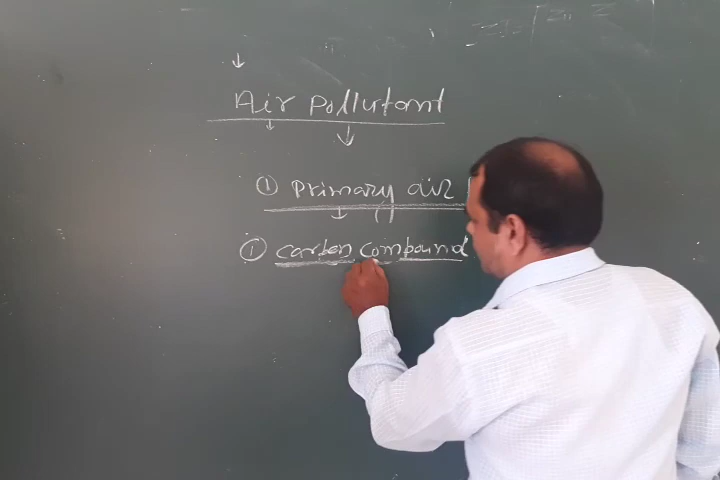 Air Pollutant
① Primary air
① Carbon Compound